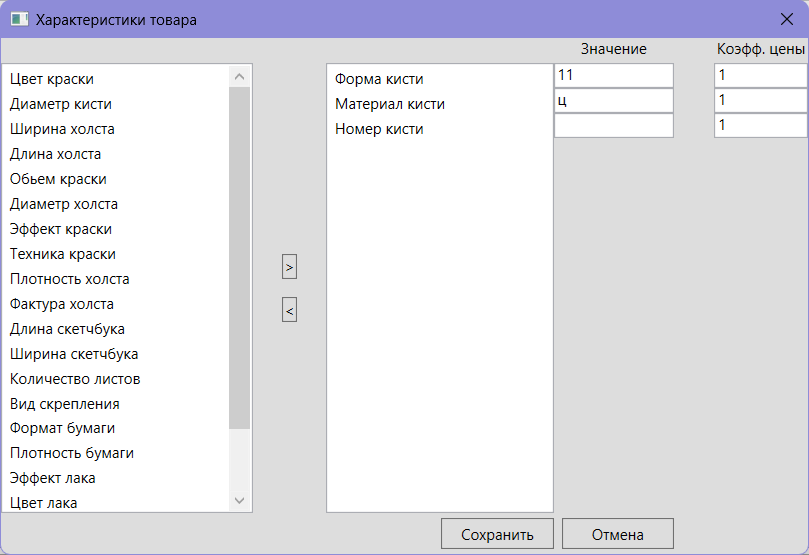 Характеристики товара
Значение
Коэфф. цены
Цвет краски
Диаметр кисти
Ширина холста
Длина холста
Обьем краски
Диаметр холста
Эффект краски
Техника краски
Плотность холста
Фактура холста
Длина скетчбука
Ширина скетчбука
Количество листов
Вид скрепления
Формат бумаги
Плотность бумаги
Эффект лака
Цвет лака
>
<
Форма кисти 11 1
Материал кисти ц 1
Номер кисти 1
Сохранить
Отмена